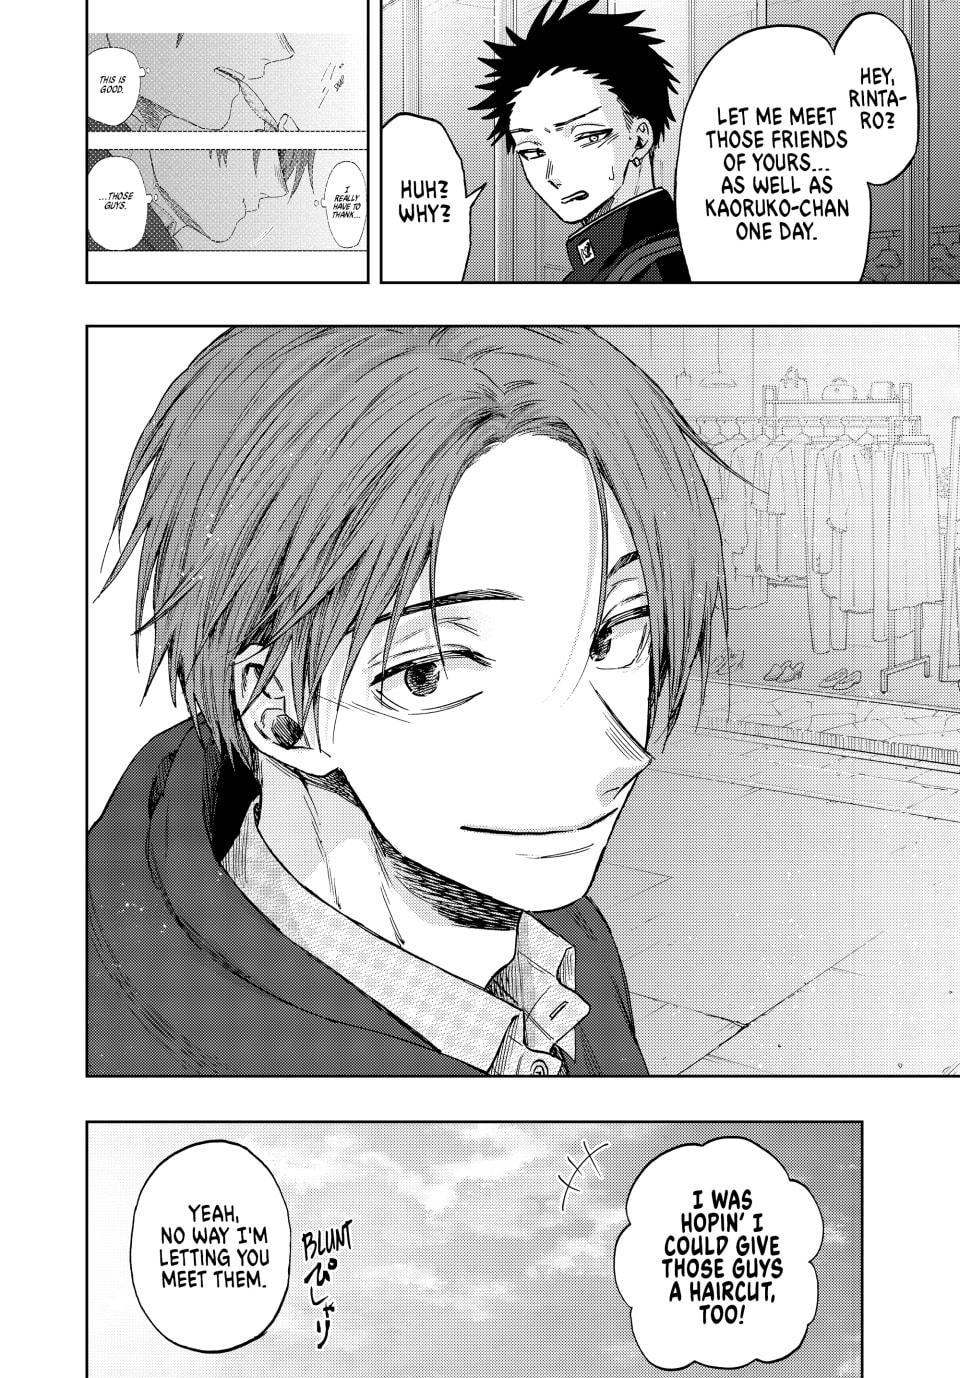 HEY,
RINTA-
RO?
LET ME MEET
THOSE FRIENDS
OF YOURS...
AS WELL AS
KAORUKO-CHAN
ONE DAY.
HUH?
WHY?
THIS IS
GOOD.
I
REALLY
HAVE TO
THANK...
...THOSE
GUYS.
I WAS
HOPIN' I
COULD GIVE
THOSE GUYS
A HAIRCUT,
TOO!
BLUNT
ぴしゃり
YEAH,
NO WAY I'M
LETTING YOU
MEET THEM.